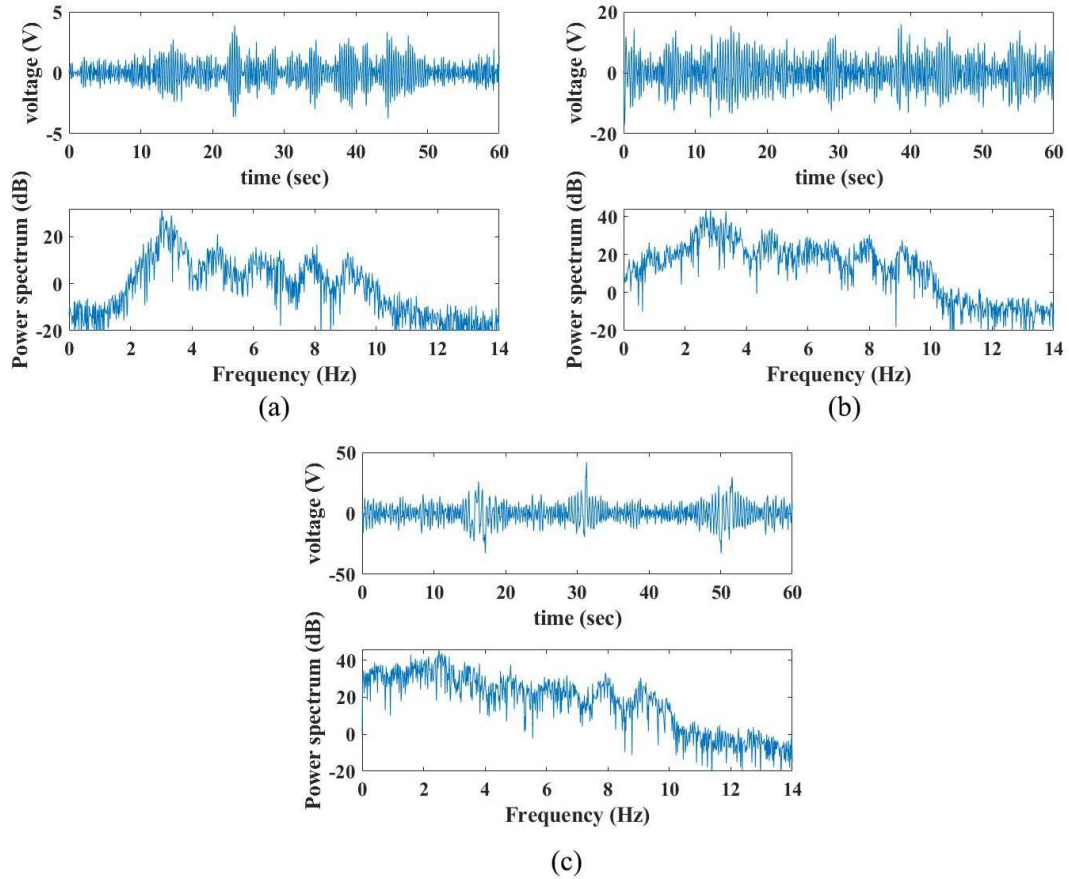 5
0
-5
voltage (V)
0 10 20 30 40 50 60
time (sec)
20
0
-20
Power spectrum (dB)
0 2 4 6 8 10 12 14
Frequency (Hz)
(a)
20
0
-20
voltage (V)
0 10 20 30 40 50 60
time (sec)
40
20
0
-20
Power spectrum (dB)
0 2 4 6 8 10 12 14
Frequency (Hz)
(b)
50
0
-50
voltage (V)
0 10 20 30 40 50 60
time (sec)
40
20
0
-20
Power spectrum (dB)
0 2 4 6 8 10 12 14
Frequency (Hz)
(c)